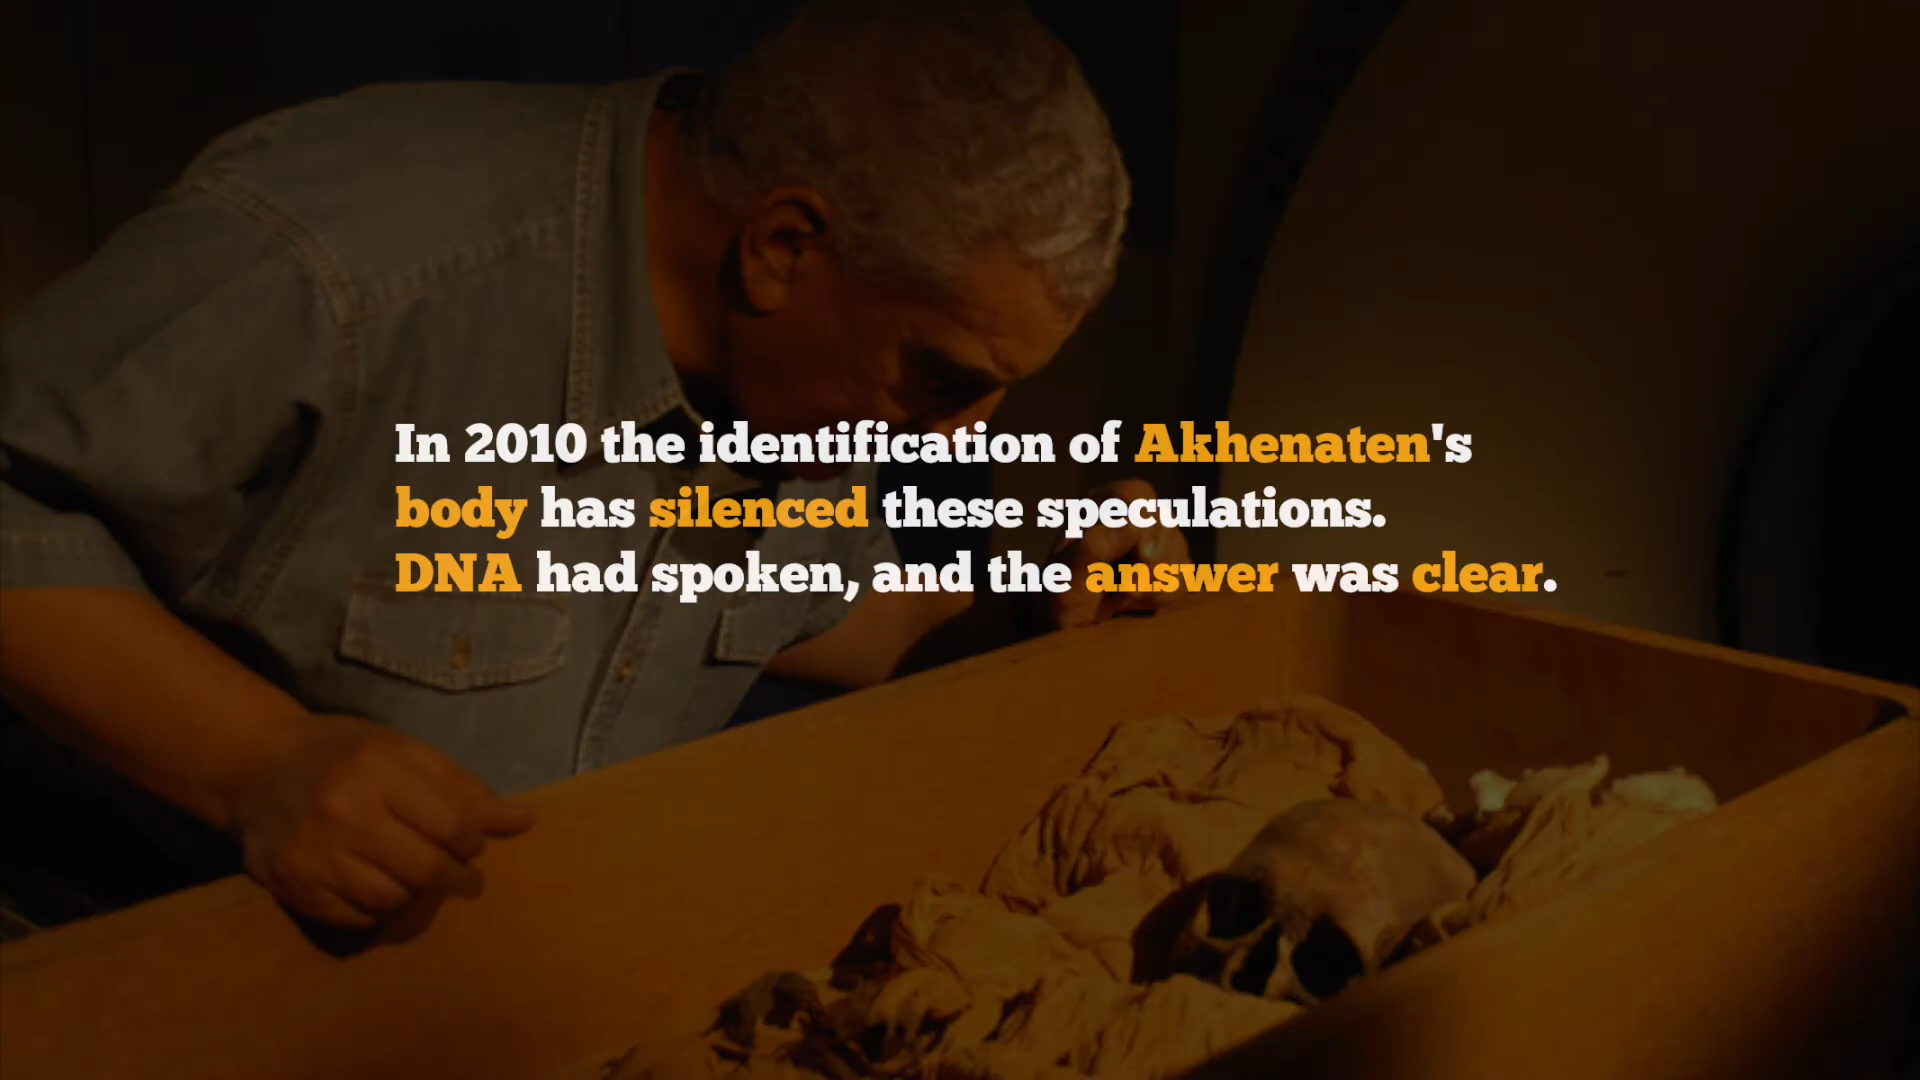 In 2010 the identification of Akhenaten's
body has silenced these speculations.
DNA had spoken, and the answer was clear.